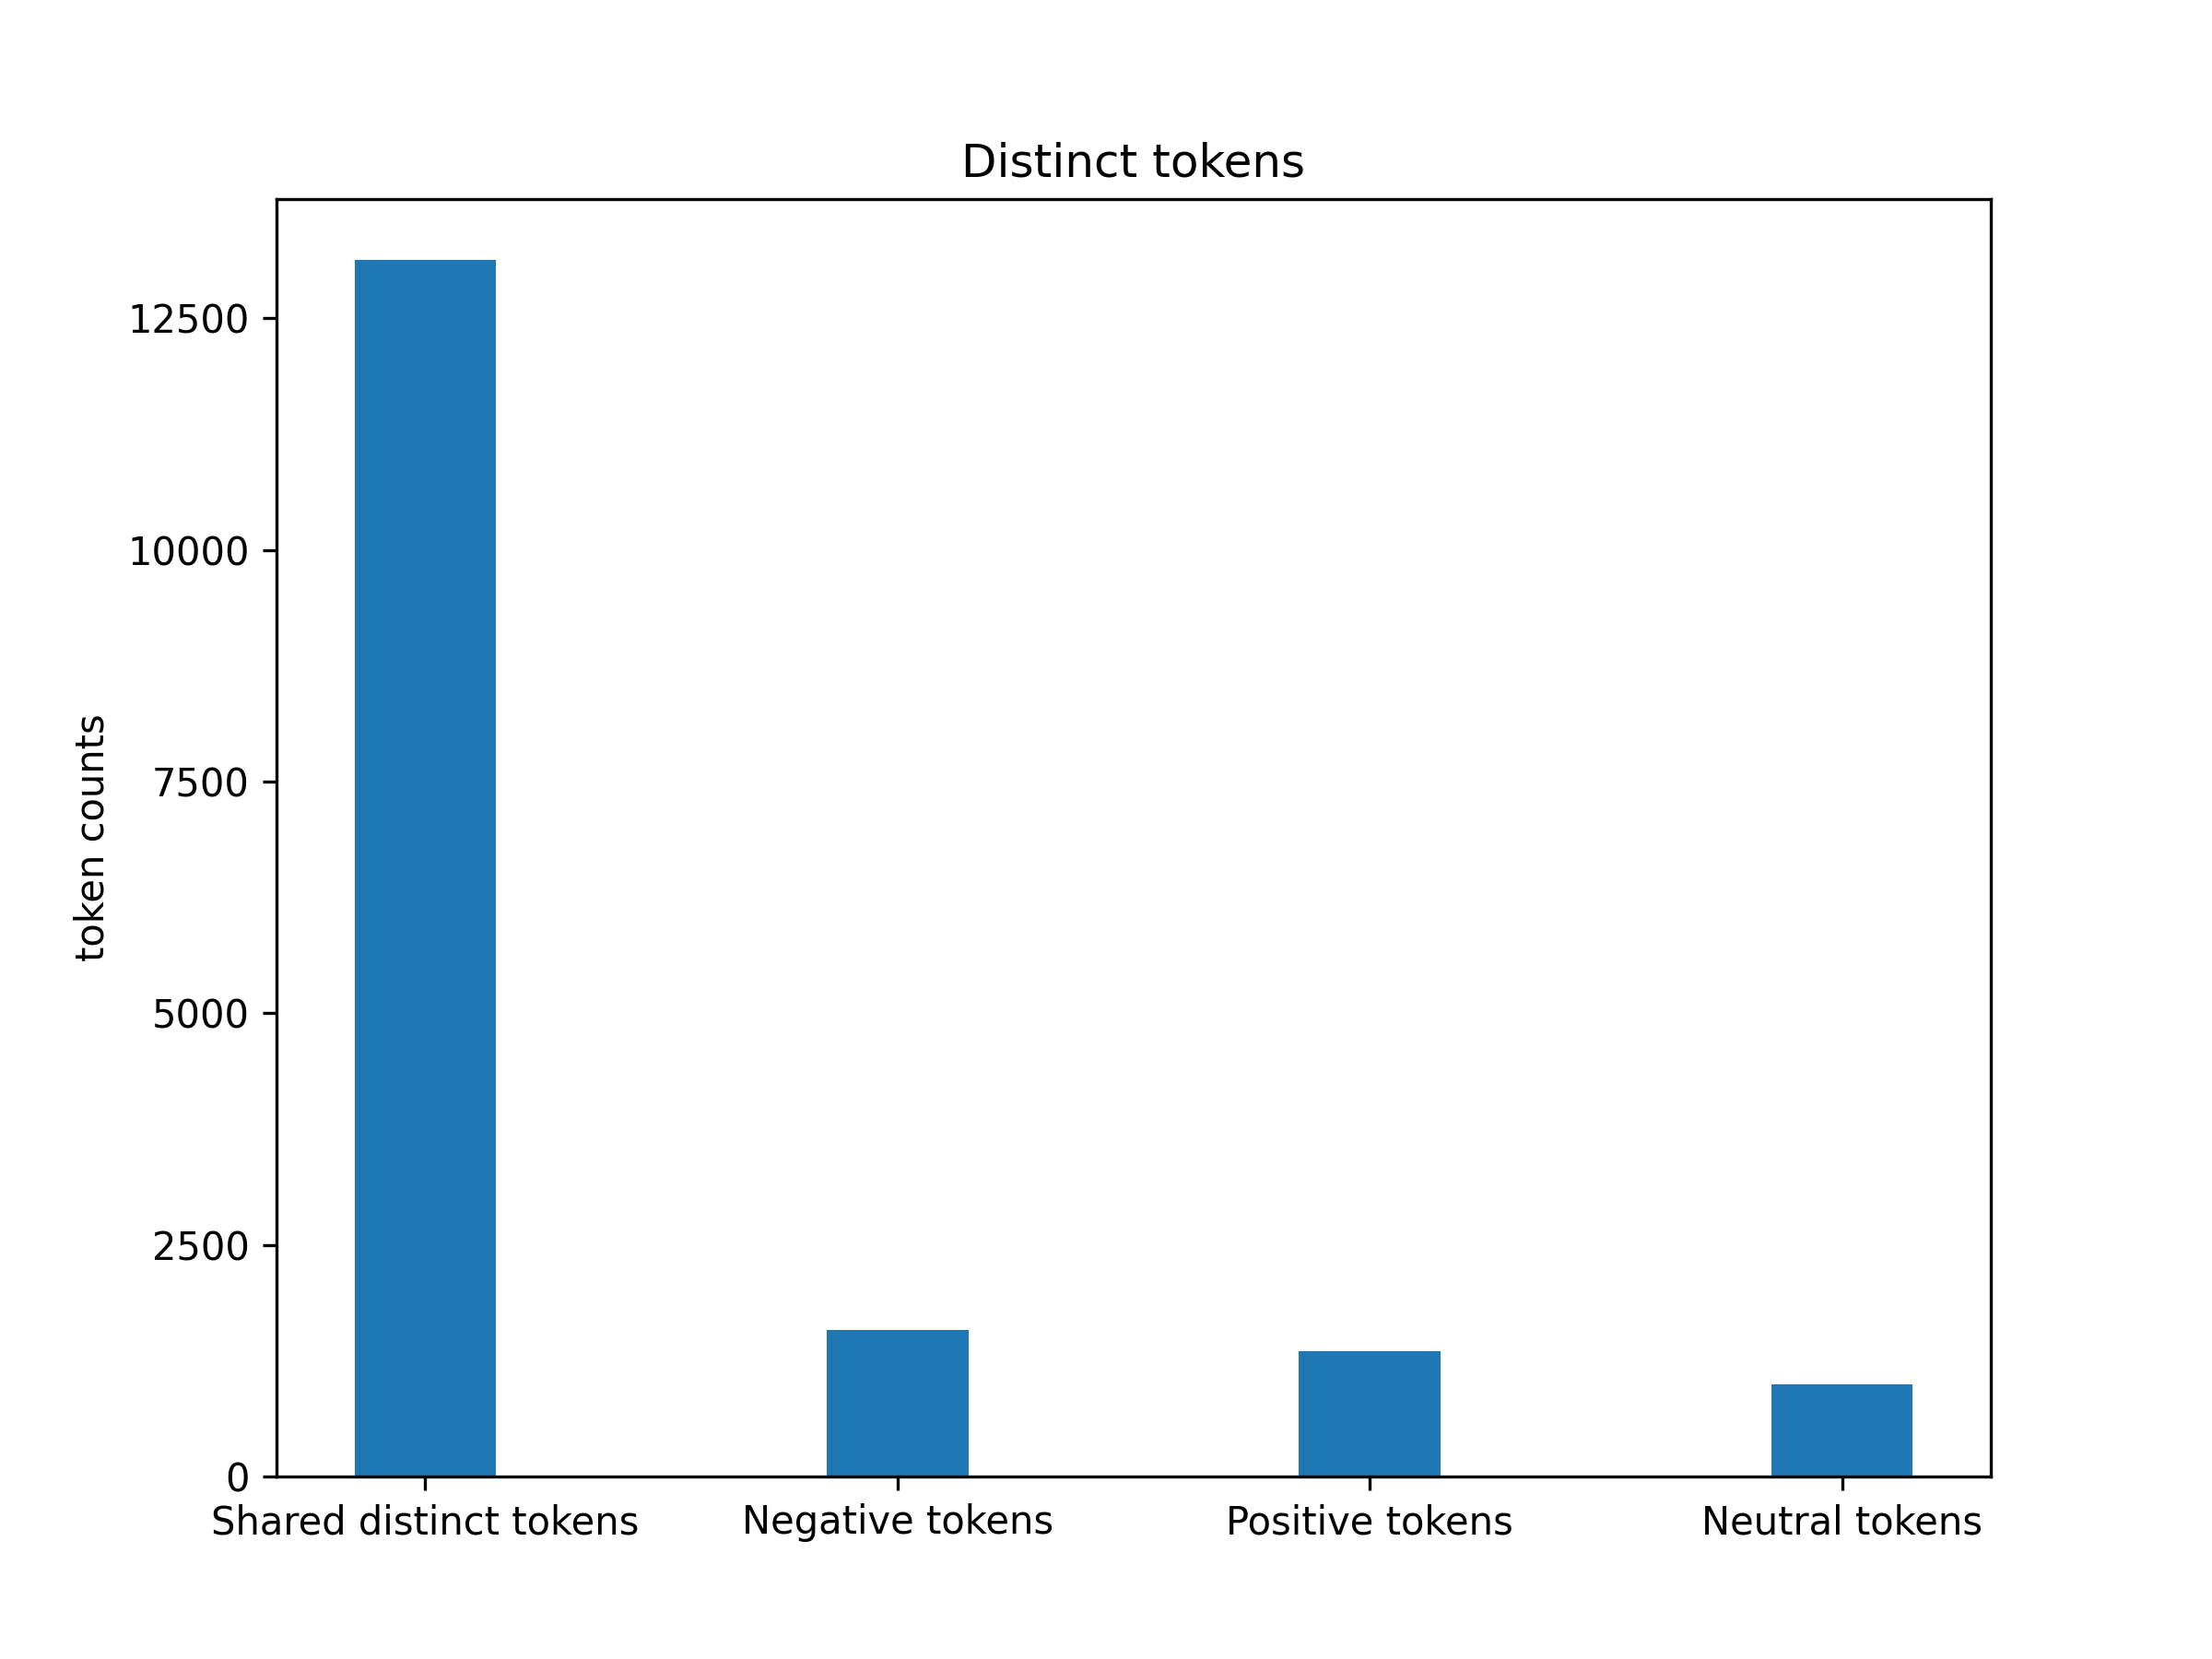 Distinct tokens
token counts
12500
10000
7500
5000
2500
0
Shared distinct tokens
Negative tokens
Positive tokens
Neutral tokens